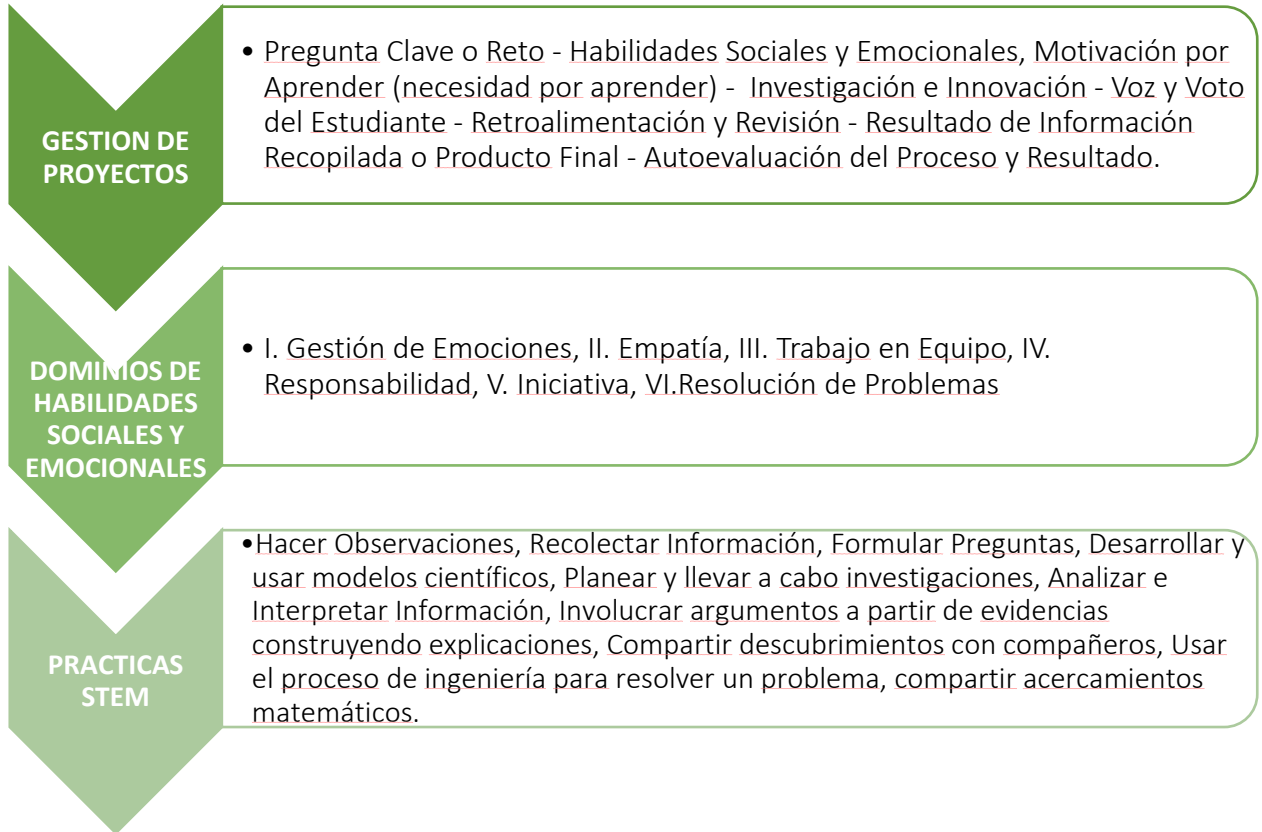 GESTION DE
PROYECTOS
• Pregunta Clave o Reto - Habilidades Sociales y Emocionales, Motivación por
Aprender (necesidad por aprender) -  Investigación e Innovación - Voz y Voto
del Estudiante - Retroalimentación y Revisión - Resultado de Información
Recopilada o Producto Final - Autoevaluación del Proceso y Resultado.
DOMINIOS DE
HABILIDADES
SOCIALES Y
EMOCIONALES
• I. Gestión de Emociones, II. Empatía, III. Trabajo en Equipo, IV.
Responsabilidad, V. Iniciativa, VI.Resolución de Problemas
PRACTICAS
STEM
•Hacer Observaciones, Recolectar Información, Formular Preguntas, Desarrollar y
usar modelos científicos, Planear y llevar a cabo investigaciones, Analizar e
Interpretar Información, Involucrar argumentos a partir de evidencias
construyendo explicaciones, Compartir descubrimientos con compañeros, Usar
el proceso de ingeniería para resolver un problema, compartir acercamientos
matemáticos.